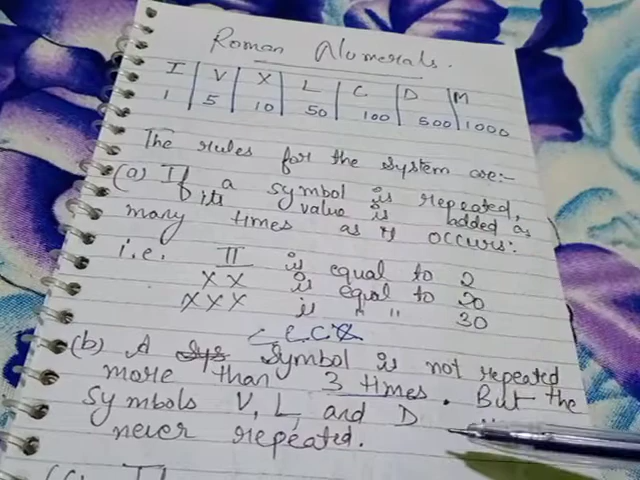 Roman Numerals.
I V X L C D M
1 5 10 50 100 500 1000
The rules for the system are:-
(a) If a symbol is repeated,
its value is added as
many times as it occurs:
i.e. II is equal to 2
XX is equal to 20
XXX is " " 30
(b) A symbol is not repeated
more than 3 times. But the
symbols V, L, and D
never repeated.